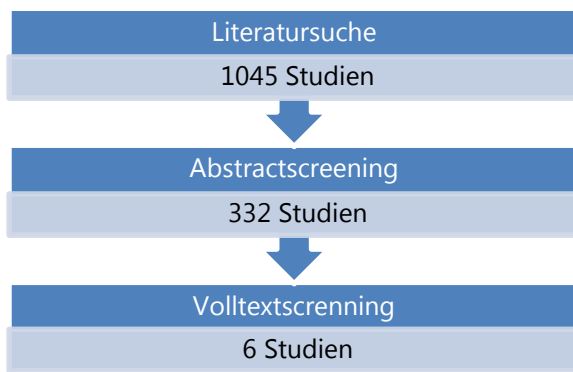 Literatursuche
1045 Studien
Abstractscreening
332 Studien
Volltextscrenning
6 Studien